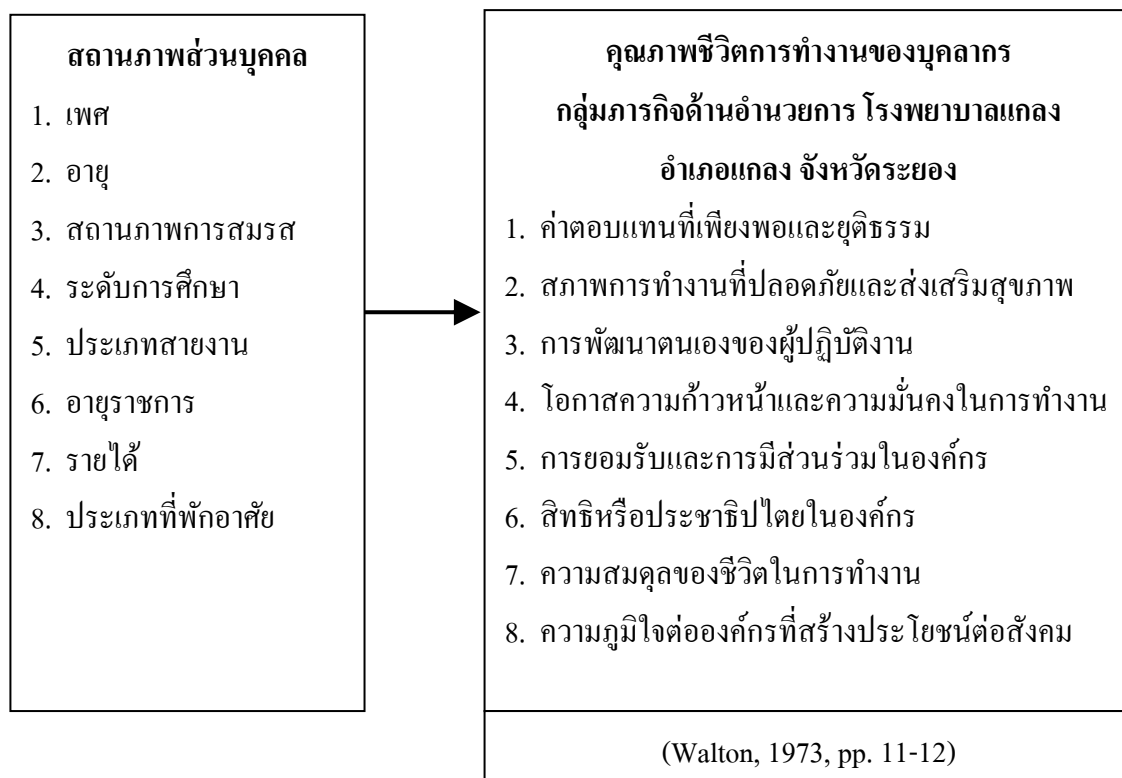 สถานภาพส่วนบุคคล
1. เพศ
2. อายุ
3. สถานภาพการสมรส
4. ระดับการศึกษา
5. ประเภทสายงาน
6. อายุราชการ
7. รายได้
8. ประเภทที่พักอาศัย
คุณภาพชีวิตการทำงานของบุคลากร
กลุ่มภารกิจด้านอำนวยการ โรงพยาบาลแกลง
อำเภอแกลง จังหวัดระยอง
1. ค่าตอบแทนที่เพียงพอและยุติธรรม
2. สภาพการทำงานที่ปลอดภัยและส่งเสริมสุขภาพ
3. การพัฒนาตนเองของผู้ปฏิบัติงาน
4. โอกาสความก้าวหน้าและความมั่นคงในการทำงาน
5. การยอมรับและการมีส่วนร่วมในองค์กร
6. สิทธิหรือประชาธิปไตยในองค์กร
7. ความสมดุลของชีวิตในการทำงาน
8. ความภูมิใจต่อองค์กรที่สร้างประโยชน์ต่อสังคม
(Walton, 1973, pp. 11-12)